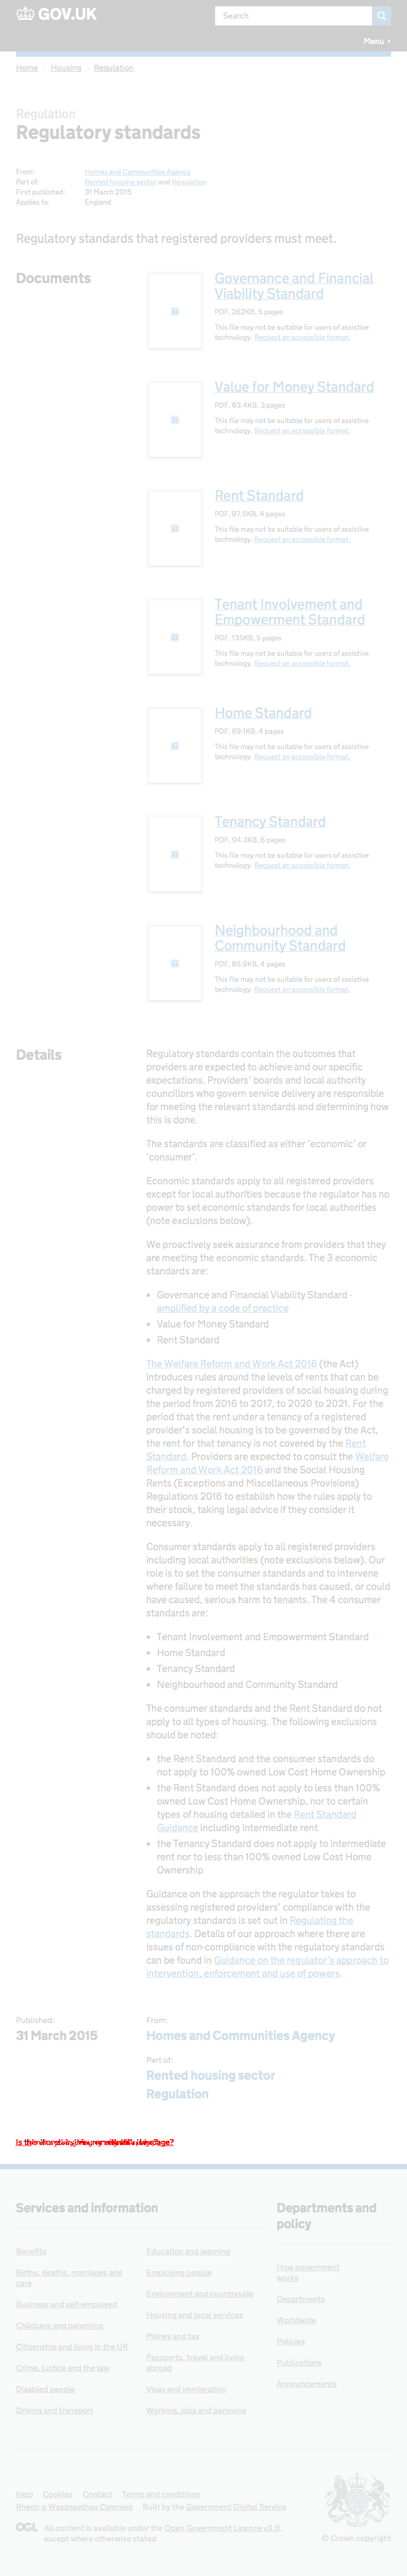 GOV.UK
Search
Menu
Home
Housing
Regulation
Regulation
Regulatory standards
From: Homes and Communities Agency
Part of: Rented housing sector and Regulation
First published: 31 March 2015
Applies to: England
Regulatory standards that registered providers must meet.
Documents
Governance and Financial
Viability Standard
PDF, 262KB, 5 pages
This file may not be suitable for users of assistive
technology. Request an accessible format.
Value for Money Standard
PDF, 83.4KB, 3 pages
This file may not be suitable for users of assistive
technology. Request an accessible format.
Rent Standard
PDF, 87.5KB, 4 pages
This file may not be suitable for users of assistive
technology. Request an accessible format.
Tenant Involvement and
Empowerment Standard
PDF, 135KB, 5 pages
This file may not be suitable for users of assistive
technology. Request an accessible format.
Home Standard
PDF, 89.1KB, 4 pages
This file may not be suitable for users of assistive
technology. Request an accessible format.
Tenancy Standard
PDF, 94.3KB, 6 pages
This file may not be suitable for users of assistive
technology. Request an accessible format.
Neighbourhood and
Community Standard
PDF, 85.9KB, 4 pages
This file may not be suitable for users of assistive
technology. Request an accessible format.
Details
Regulatory standards contain the outcomes that
providers are expected to achieve and our specific
expectations. Providers' boards and local authority
councillors who govern service delivery are responsible
for meeting the relevant standards and determining how
this is done.
The standards are classified as either 'economic' or
'consumer'.
Economic standards apply to all registered providers
except for local authorities because the regulator has no
power to set economic standards for local authorities
(note exclusions below).
We proactively seek assurance from providers that they
are meeting the economic standards. The 3 economic
standards are:
• Governance and Financial Viability Standard -
amplified by a code of practice
• Value for Money Standard
• Rent Standard
The Welfare Reform and Work Act 2016 (the Act)
introduces rules around the levels of rents that can be
charged by registered providers of social housing during
the period from 2016 to 2017, to 2020 to 2021. For the
period that the rent under a tenancy of a registered
provider's social housing is to be governed by the Act,
the rent for that tenancy is not covered by the Rent
Standard. Providers are expected to consult the Welfare
Reform and Work Act 2016 and the Social Housing
Rents (Exceptions and Miscellaneous Provisions)
Regulations 2016 to establish how the rules apply to
their stock, taking legal advice if they consider it
necessary.
Consumer standards apply to all registered providers
including local authorities (note exclusions below). Our
role is to set the consumer standards and to intervene
where failure to meet the standards has caused, or could
have caused, serious harm to tenants. The 4 consumer
standards are:
• Tenant Involvement and Empowerment Standard
• Home Standard
• Tenancy Standard
• Neighbourhood and Community Standard
The consumer standards and the Rent Standard do not
apply to all types of housing. The following exclusions
should be noted:
• the Rent Standard and the consumer standards do
not apply to 100% owned Low Cost Home Ownership
• the Rent Standard does not apply to less than 100%
owned Low Cost Home Ownership, nor to certain
types of housing detailed in the Rent Standard
Guidance including intermediate rent
• the Tenancy Standard does not apply to intermediate
rent nor to less than 100% owned Low Cost Home
Ownership
Guidance on the approach the regulator takes to
assessing registered providers' compliance with the
regulatory standards is set out in Regulating the
standards. Details of our approach where there are
issues of non-compliance with the regulatory standards
can be found in Guidance on the regulator's approach to
intervention, enforcement and use of powers.
Published:
31 March 2015
From:
Homes and Communities Agency
Part of:
Rented housing sector
Regulation
Services and information
Benefits
Births, deaths, marriages and
care
Business and self-employed
Childcare and parenting
Citizenship and living in the UK
Crime, justice and the law
Disabled people
Driving and transport
Education and learning
Employing people
Environment and countryside
Housing and local services
Money and tax
Passports, travel and living
abroad
Visas and immigration
Working, jobs and pensions
Departments and
policy
How government
works
Departments
Worldwide
Policies
Publications
Announcements
Help Cookies Contact Terms and conditions
Rhestr o Wasanaethau Cymraeg Built by the Government Digital Service
OGL All content is available under the Open Government Licence v3.0,
except where otherwise stated
© Crown copyright